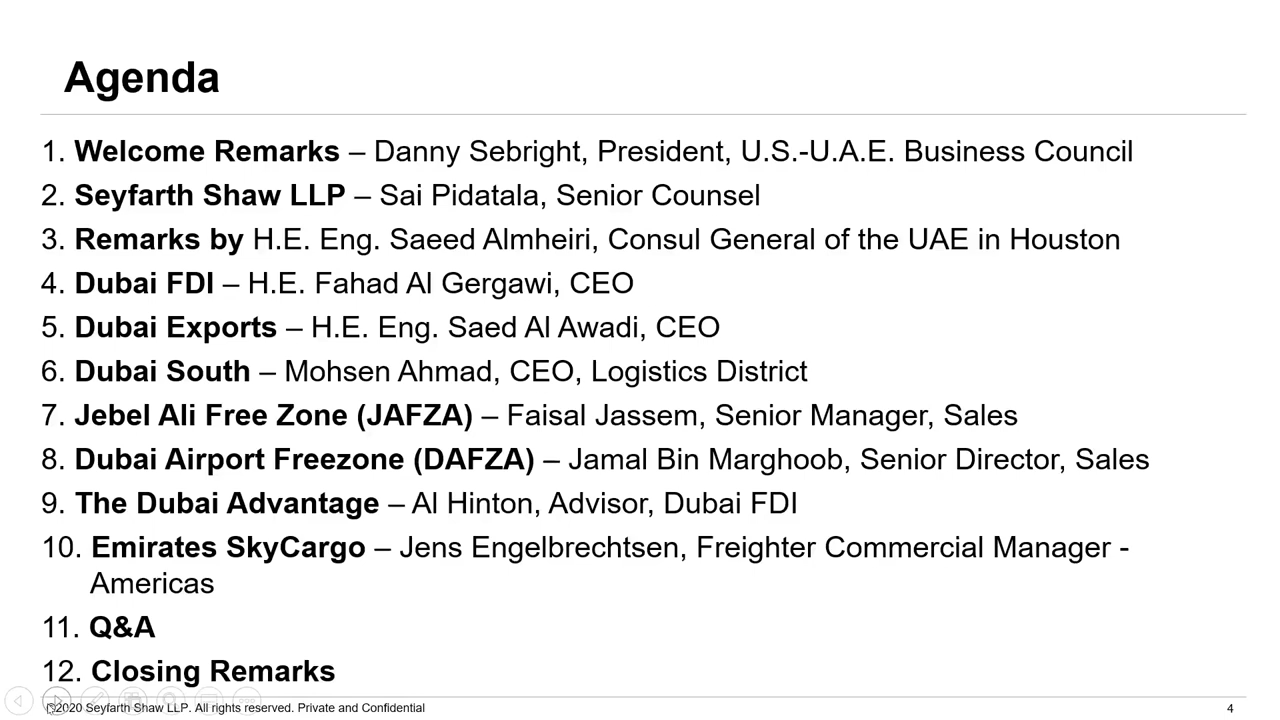 Agenda
1. Welcome Remarks – Danny Sebright, President, U.S.-U.A.E. Business Council
2. Seyfarth Shaw LLP – Sai Pidatala, Senior Counsel
3. Remarks by H.E. Eng. Saeed Almheiri, Consul General of the UAE in Houston
4. Dubai FDI – H.E. Fahad Al Gergawi, CEO
5. Dubai Exports – H.E. Eng. Saed Al Awadi, CEO
6. Dubai South – Mohsen Ahmad, CEO, Logistics District
7. Jebel Ali Free Zone (JAFZA) – Faisal Jassem, Senior Manager, Sales
8. Dubai Airport Freezone (DAFZA) – Jamal Bin Marghoob, Senior Director, Sales
9. The Dubai Advantage – Al Hinton, Advisor, Dubai FDI
10. Emirates SkyCargo – Jens Engelbrechtsen, Freighter Commercial Manager -
Americas
11. Q&A
12. Closing Remarks
©2020 Seyfarth Shaw LLP. All rights reserved. Private and Confidential
4